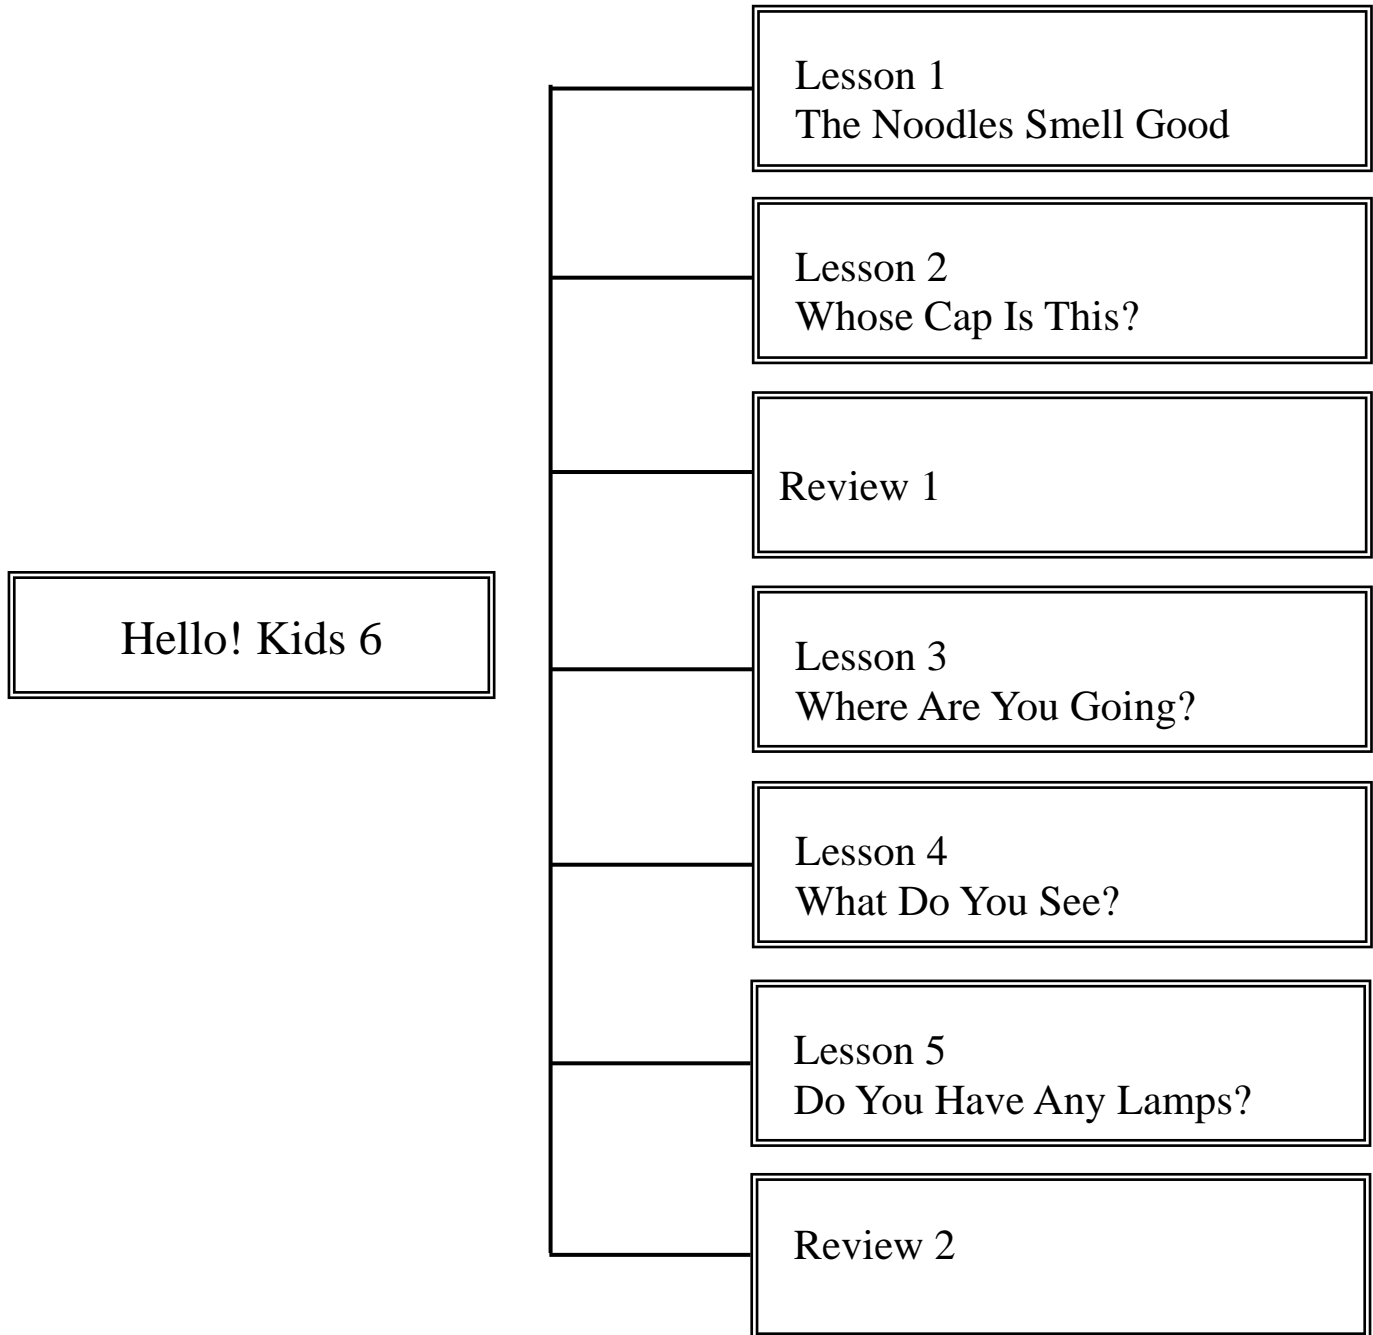 Lesson 1
The Noodles Smell Good
Lesson 2
Whose Cap Is This?
Review 1
Hello! Kids 6
Lesson 3
Where Are You Going?
Lesson 4
What Do You See?
Lesson 5
Do You Have Any Lamps?
Review 2